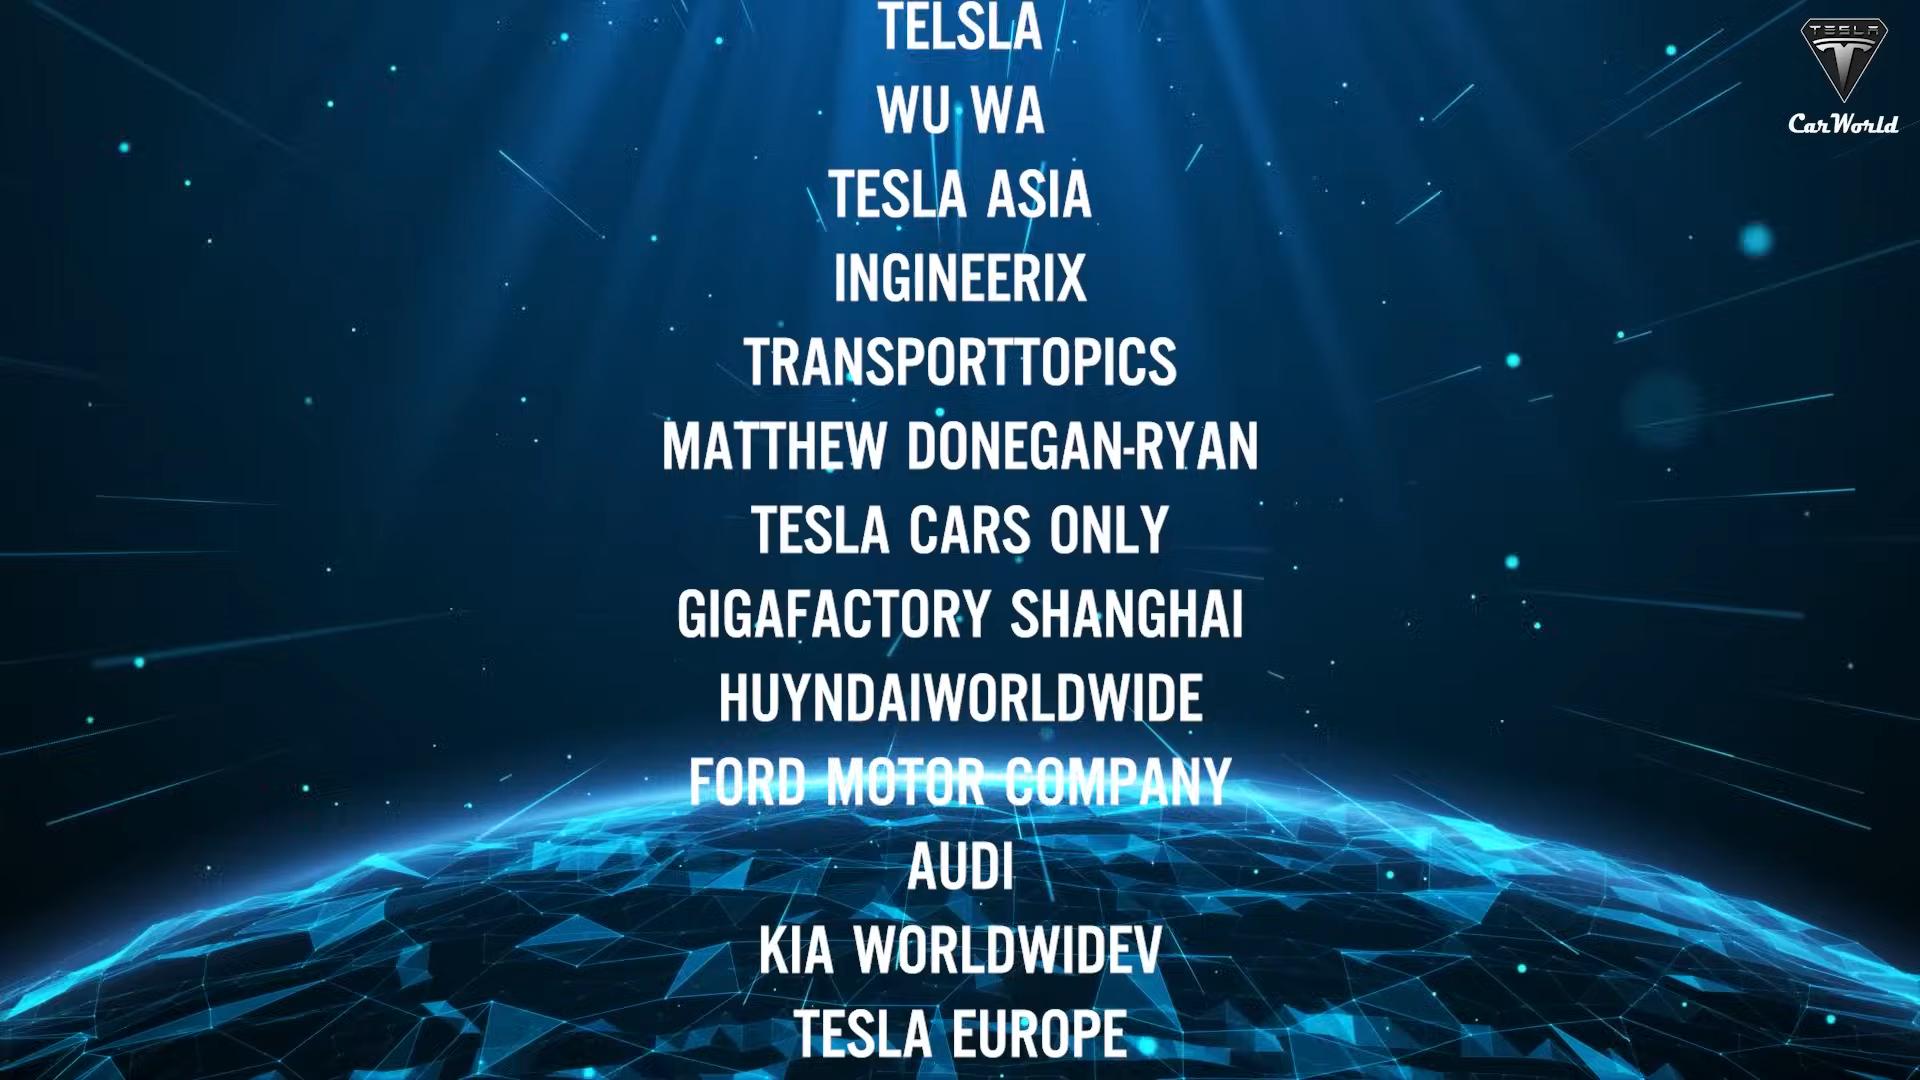 TELSLA
TESLA
CarWorld
WU WA
TESLA ASIA
INGINEERIX
TRANSPORTTOPICS
MATTHEW DONEGAN-RYAN
TESLA CARS ONLY
GIGAFACTORY SHANGHAI
HUYNDAIWORLDWIDE
FORD MOTOR COMPANY
AUDI
KIA WORLDWIDEV
TESLA EUROPE